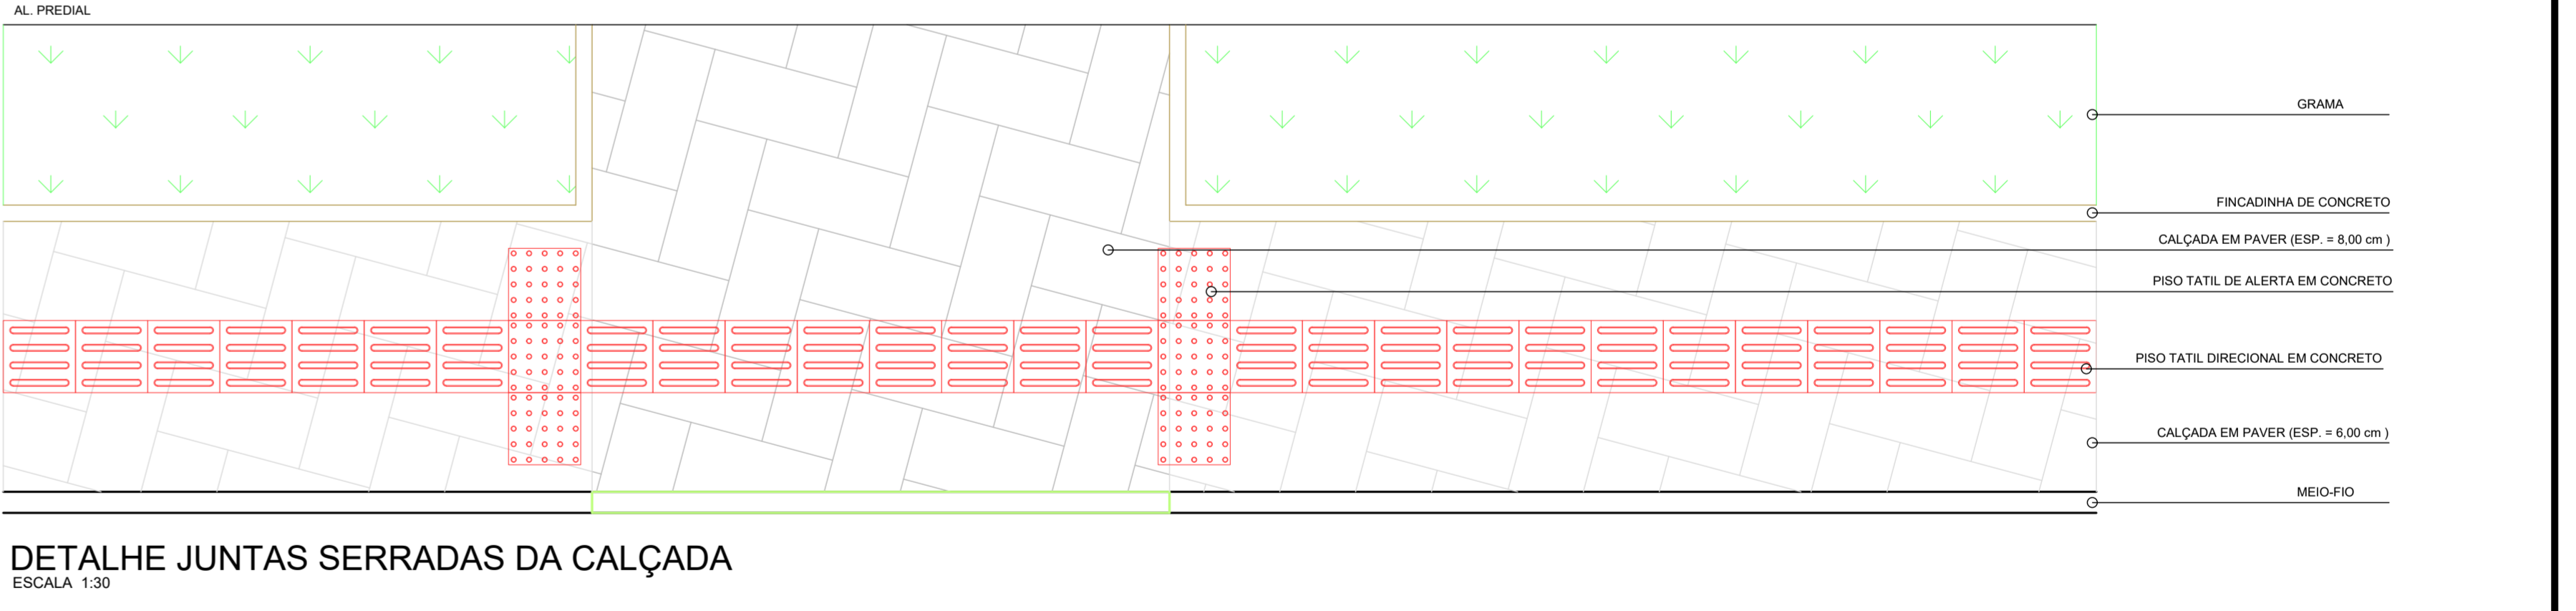 AL. PREDIAL
GRAMA
FINCADINHA DE CONCRETO
CALÇADA EM PAVER (ESP. = 8,00 cm )
PISO TATIL DE ALERTA EM CONCRETO
PISO TATIL DIRECIONAL EM CONCRETO
CALÇADA EM PAVER (ESP. = 6,00 cm )
MEIO-FIO
DETALHE JUNTAS SERRADAS DA CALÇADA
ESCALA 1:30